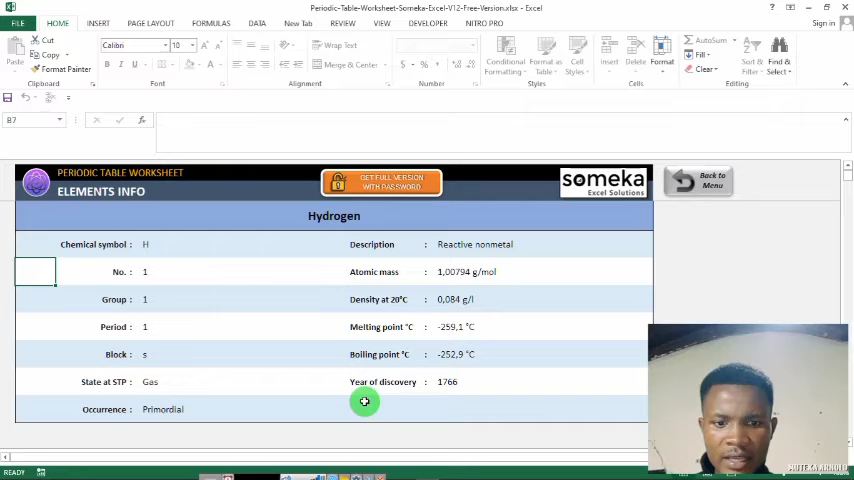 Periodic-Table-Worksheet-Someka-Excel-V12-Free-Version.xlsx - Excel
FILE HOME INSERT PAGE LAYOUT FORMULAS DATA New Tab REVIEW VIEW DEVELOPER NITRO PRO Sign in
Cut
Copy
Format Painter
Paste
Calibri 10
B I U
Wrap Text
Merge & Center
Conditional Formatting
Format as Table
Cell Styles
Insert Delete Format
AutoSum
Fill
Clear
Sort & Filter
Find & Select
Clipboard Font Alignment Number Styles Cells Editing
B7
PERIODIC TABLE WORKSHEET
ELEMENTS INFO
GET FULL VERSION WITH PASSWORD
someka
Excel Solutions
Back to Menu
Hydrogen
Chemical symbol : H Description : Reactive nonmetal
No. : 1 Atomic mass : 1,00794 g/mol
Group : 1 Density at 20°C : 0,084 g/l
Period : 1 Melting point °C : -259,1 °C
Block : s Boiling point °C : -252,9 °C
State at STP : Gas Year of discovery : 1766
Occurrence : Primordial
READY